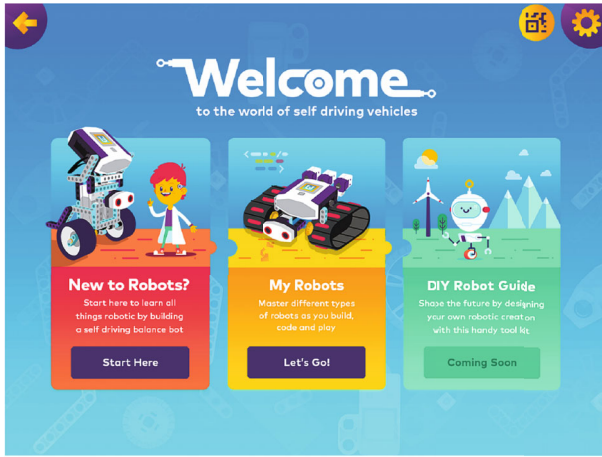 Welcome
to the world of self driving vehicles
New to Robots?
Start here to learn all
things robotic by building
a self driving balance bot
Start Here
My Robots
Master different types
of robots as you build,
code and play
Let's Go!
DIY Robot Guide
Shape the future by designing
your own robotic creation
with this handy tool kit
Coming Soon